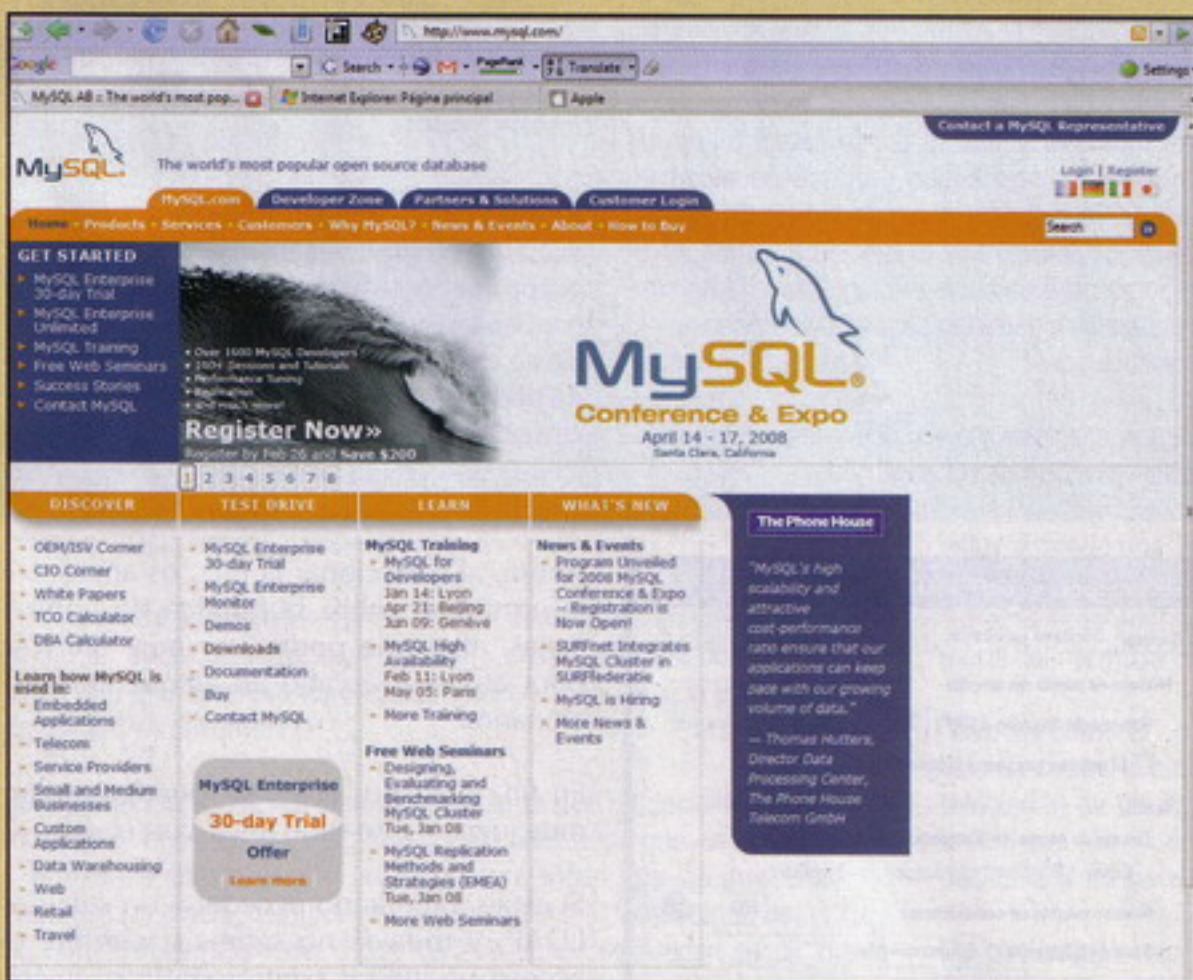 http://www.mysql.com/
Google
Search
PageRank
Translate
Settings
MySQL AB :: The world's most pop...
Internet Explorer: Página principal
Apple
Contact a MySQL Representative
MySQL®
The world's most popular open source database
Login | Register
MySQL.com
Developer Zone
Partners & Solutions
Customer Login
Home
Products
Services
Customers
Why MySQL?
News & Events
About
How to Buy
Search
GET STARTED
MySQL Enterprise
30-day Trial
MySQL Enterprise
Unlimited
MySQL Training
Free Web Seminars
Success Stories
Contact MySQL
• Over 1600 MySQL Developers
• 100+ Sessions and Tutorials
• Performance Tuning
• and much more!
Register Now»
Register by Feb-26 and Save $200
MySQL®
Conference & Expo
April 14 - 17, 2008
Santa Clara, California
1 2 3 4 5 6 7 8
DISCOVER
OEM/ISV Corner
CIO Corner
White Papers
TCO Calculator
DBA Calculator
Learn how MySQL is
used in:
Embedded
Applications
Telecom
Service Providers
Small and Medium
Businesses
Custom
Applications
Data Warehousing
Web
Retail
Travel
TEST DRIVE
MySQL Enterprise
30-day Trial
MySQL Enterprise
Monitor
Demos
Downloads
Documentation
Buy
Contact MySQL
MySQL Enterprise
30-day Trial
Offer
Learn more
LEARN
MySQL Training
MySQL for
Developers
Jan 14: Lyon
Apr 21: Beijing
Jun 09: Genève
MySQL High
Availability
Feb 11: Lyon
May 05: Paris
More Training
Free Web Seminars
Designing,
Evaluating and
Benchmarking
MySQL Cluster
Tue, Jan 08
MySQL Replication
Methods and
Strategies (EMEA)
Tue, Jan 08
More Web Seminars
WHAT'S NEW
News & Events
Program Unveiled
for 2008 MySQL
Conference & Expo
- Registration is
Now Open!
SURFnet Integrates
MySQL Cluster in
SURFfederatie
MySQL is Hiring
More News &
Events
The Phone House
"MySQL's high
scalability and
attractive
cost-performance
ratio ensure that our
applications can keep
pace with our growing
volume of data."
— Thomas Hutters,
Director Data
Processing Center,
The Phone House
Telecom GmbH